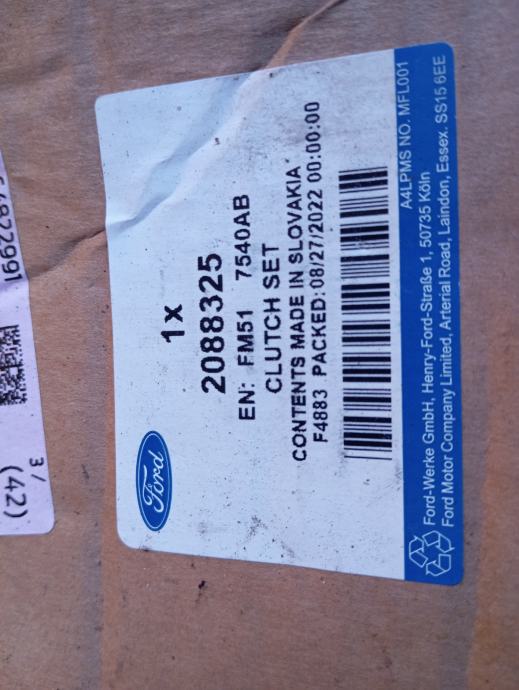 1x
2088325
EN: FM51 7540AB
CLUTCH SET
CONTENTS MADE IN SLOVAKIA
F4883 PACKED:08/27/2022 00:00:00
Ford
A4LPMS NO. MFL001
Ford-Werke GmbH, Henry-Ford-Straße 1, 50735 Köln
Ford Motor Company Limited, Arterial Road, Laindon, Essex. SS15 6EE
3/
(42)